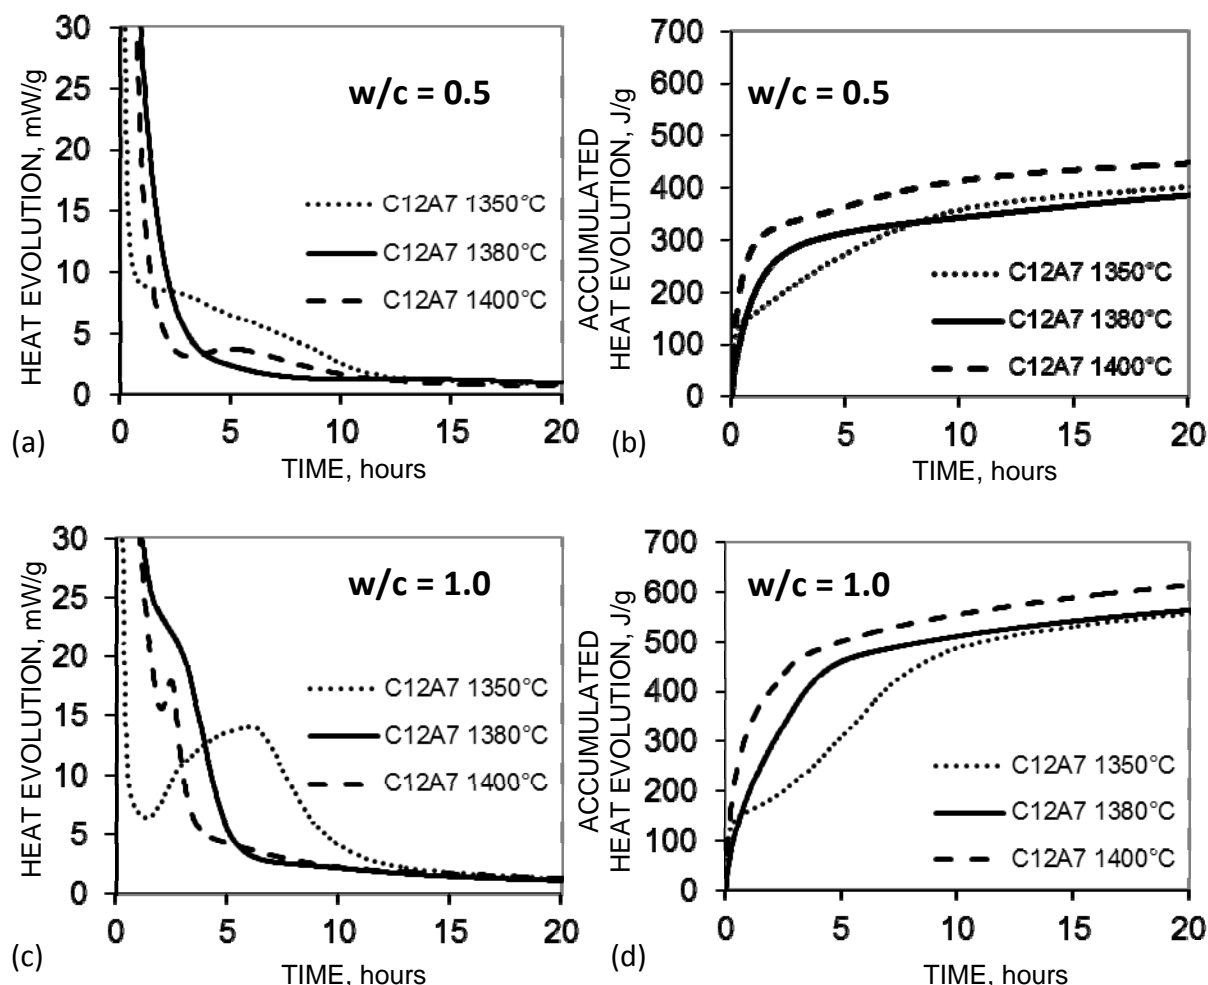 30
25
20
15
10
5
0
HEAT EVOLUTION, mW/g
w/c = 0.5
C12A7 1350°C
C12A7 1380°C
C12A7 1400°C
0 5 10 15 20
TIME, hours
(a)
700
600
500
400
300
200
100
0
ACCUMULATED
HEAT EVOLUTION, J/g
w/c = 0.5
C12A7 1350°C
C12A7 1380°C
C12A7 1400°C
0 5 10 15 20
TIME, hours
(b)
30
25
20
15
10
5
0
HEAT EVOLUTION, mW/g
w/c = 1.0
C12A7 1350°C
C12A7 1380°C
C12A7 1400°C
0 5 10 15 20
TIME, hours
(c)
700
600
500
400
300
200
100
0
ACCUMULATED
HEAT EVOLUTION, J/g
w/c = 1.0
C12A7 1350°C
C12A7 1380°C
C12A7 1400°C
0 5 10 15 20
TIME, hours
(d)